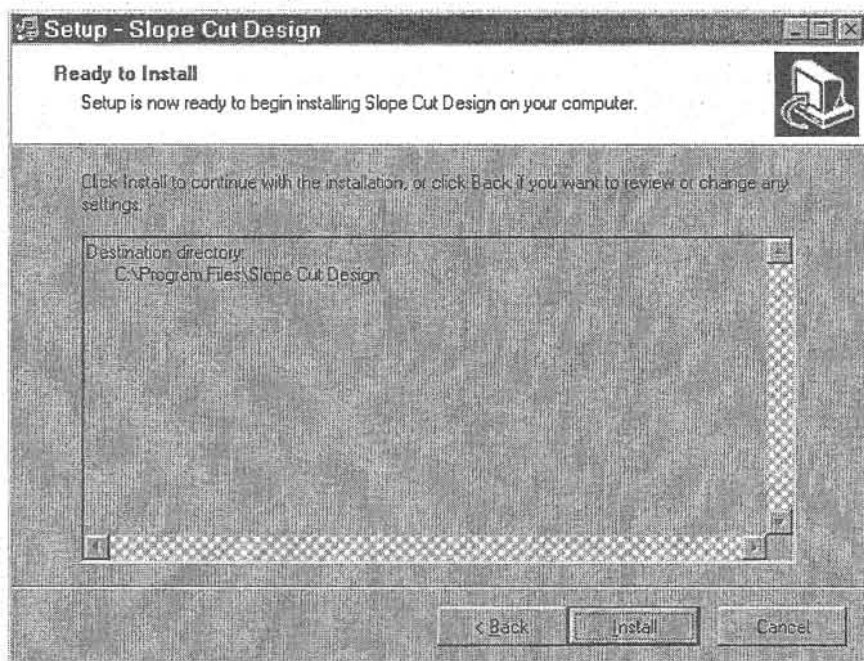 Setup - Slope Cut Design
Ready to Install
Setup is now ready to begin installing Slope Cut Design on your computer.
Click Install to continue with the installation, or click Back if you want to review or change any
settings.
Destination directory:
C:\Program Files\Slope Cut Design
< Back
Install
Cancel